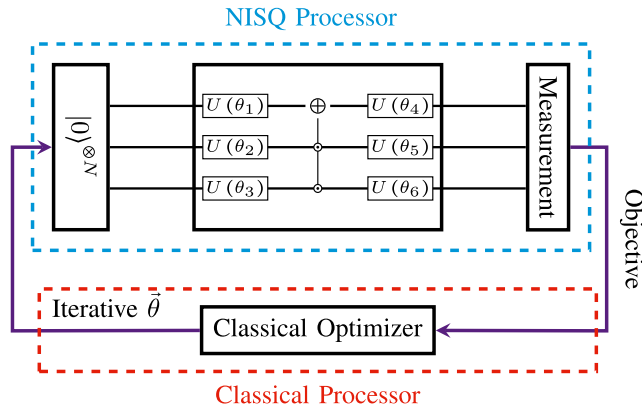 NISQ Processor
|0⟩⊗N
U (θ1)
U (θ4)
U (θ2)
U (θ5)
U (θ3)
U (θ6)
Measurement
Objective
Iterative θ⃗
Classical Optimizer
Classical Processor